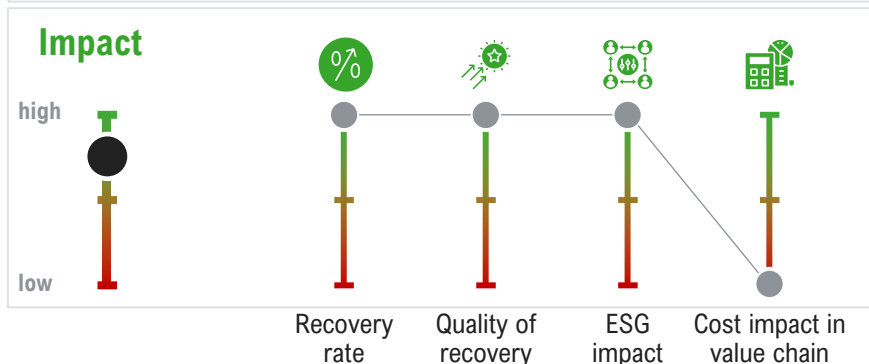 Impact
%
high
low
Recovery
rate
Quality of
recovery
ESG
impact
Cost impact in
value chain